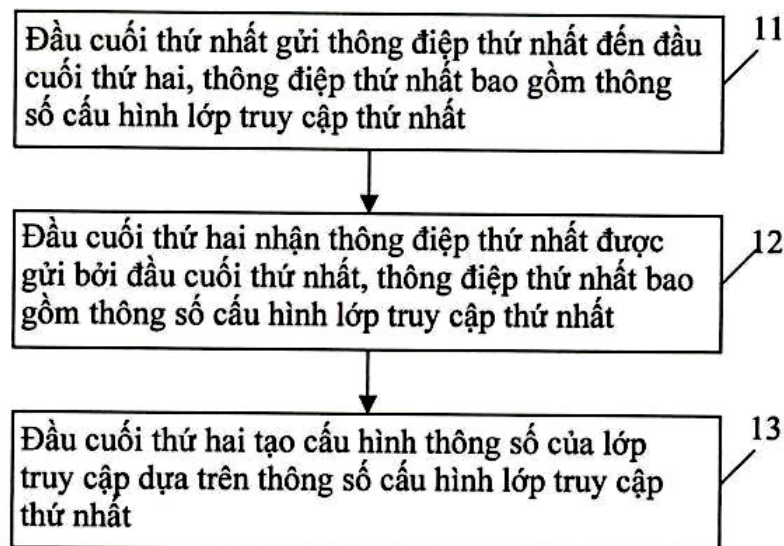 11
Đầu cuối thứ nhất gửi thông điệp thứ nhất đến đầu
cuối thứ hai, thông điệp thứ nhất bao gồm thông
số cấu hình lớp truy cập thứ nhất
Đầu cuối thứ hai nhận thông điệp thứ nhất được
12
gửi bởi đầu cuối thứ nhất, thông điệp thứ nhất bao
gồm thông số cấu hình lớp truy cập thứ nhất
13
Đầu cuối thứ hai tạo cấu hình thông số của lớp
truy cập dựa trên thông số cấu hình lớp truy cập
thứ nhất